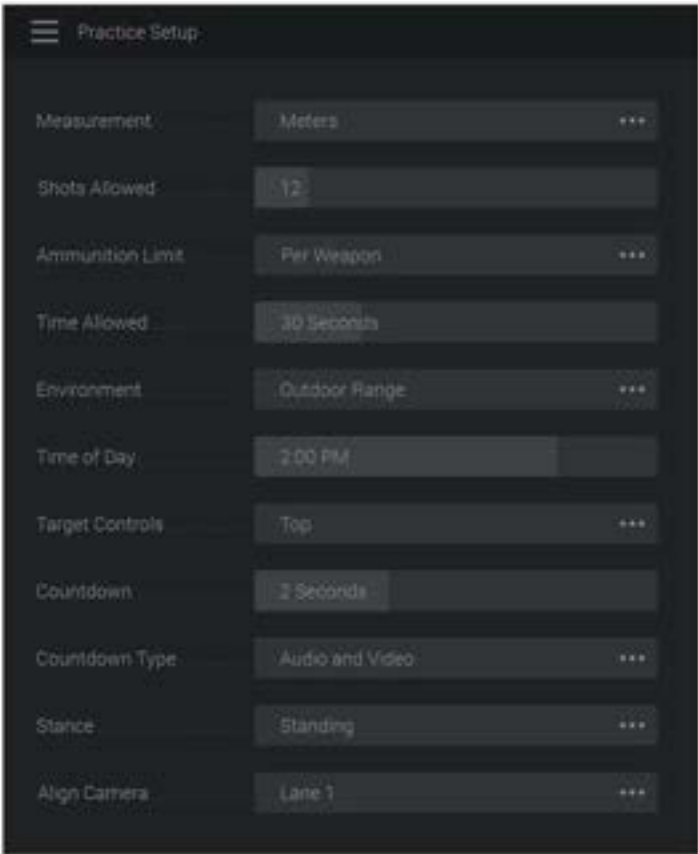 Practice Setup
Measurement Meters
Shots Allowed 12
Ammunition Limit Per Weapon
Time Allowed 30 Seconds
Environment Outdoor Range
Time of Day 2:00 PM
Target Controls Top
Countdown 2 Seconds
Countdown Type Audio and Video
Stance Standing
Align Camera Lane 1